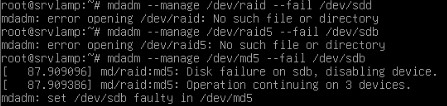 root@srvlamp:~# mdadm --manage /dev/raid --fail /dev/sdd
mdadm: error opening /dev/raid: No such file or directory
root@srvlamp:~# mdadm --manage /dev/raid5 --fail /dev/sdb
mdadm: error opening /dev/raid5: No such file or directory
root@srvlamp:~# mdadm --manage /dev/md5 --fail /dev/sdb
[   87.909096] md/raid:md5: Disk failure on sdb, disabling device.
[   87.909386] md/raid:md5: Operation continuing on 3 devices.
mdadm: set /dev/sdb faulty in /dev/md5